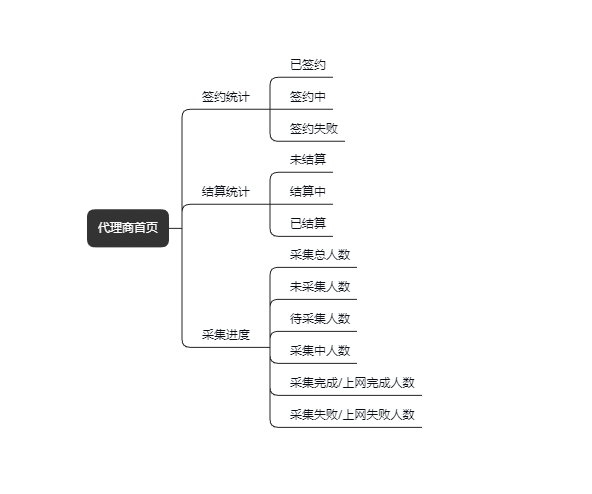 代理商首页
签约统计
已签约
签约中
签约失败
结算统计
未结算
结算中
已结算
采集进度
采集总人数
未采集人数
待采集人数
采集中人数
采集完成/上网完成人数
采集失败/上网失败人数